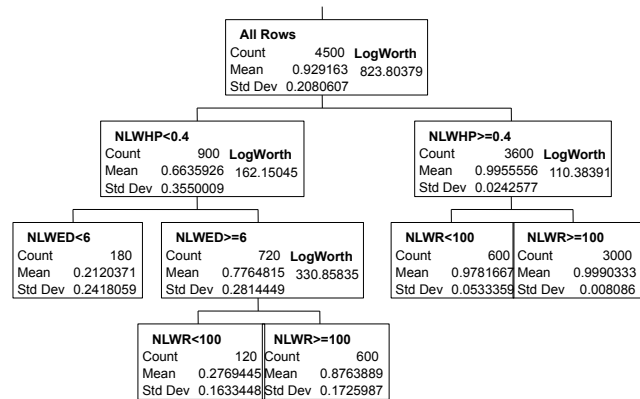 All Rows
Count 4500 LogWorth
Mean 0.929163 823.80379
Std Dev 0.2080607
NLWHP<0.4
Count 900 LogWorth
Mean 0.6635926 162.15045
Std Dev 0.3550009
NLWHP>=0.4
Count 3600 LogWorth
Mean 0.9955556 110.38391
Std Dev 0.0242577
NLWED<6
Count 180
Mean 0.2120371
Std Dev 0.2418059
NLWED>=6
Count 720 LogWorth
Mean 0.7764815 330.85835
Std Dev 0.2814449
NLWR<100
Count 600
Mean 0.9781667
Std Dev 0.0533359
NLWR>=100
Count 3000
Mean 0.9990333
Std Dev 0.008086
NLWR<100
Count 120
Mean 0.2769445
Std Dev 0.1633448
NLWR>=100
Count 600
Mean 0.8763889
Std Dev 0.1725987